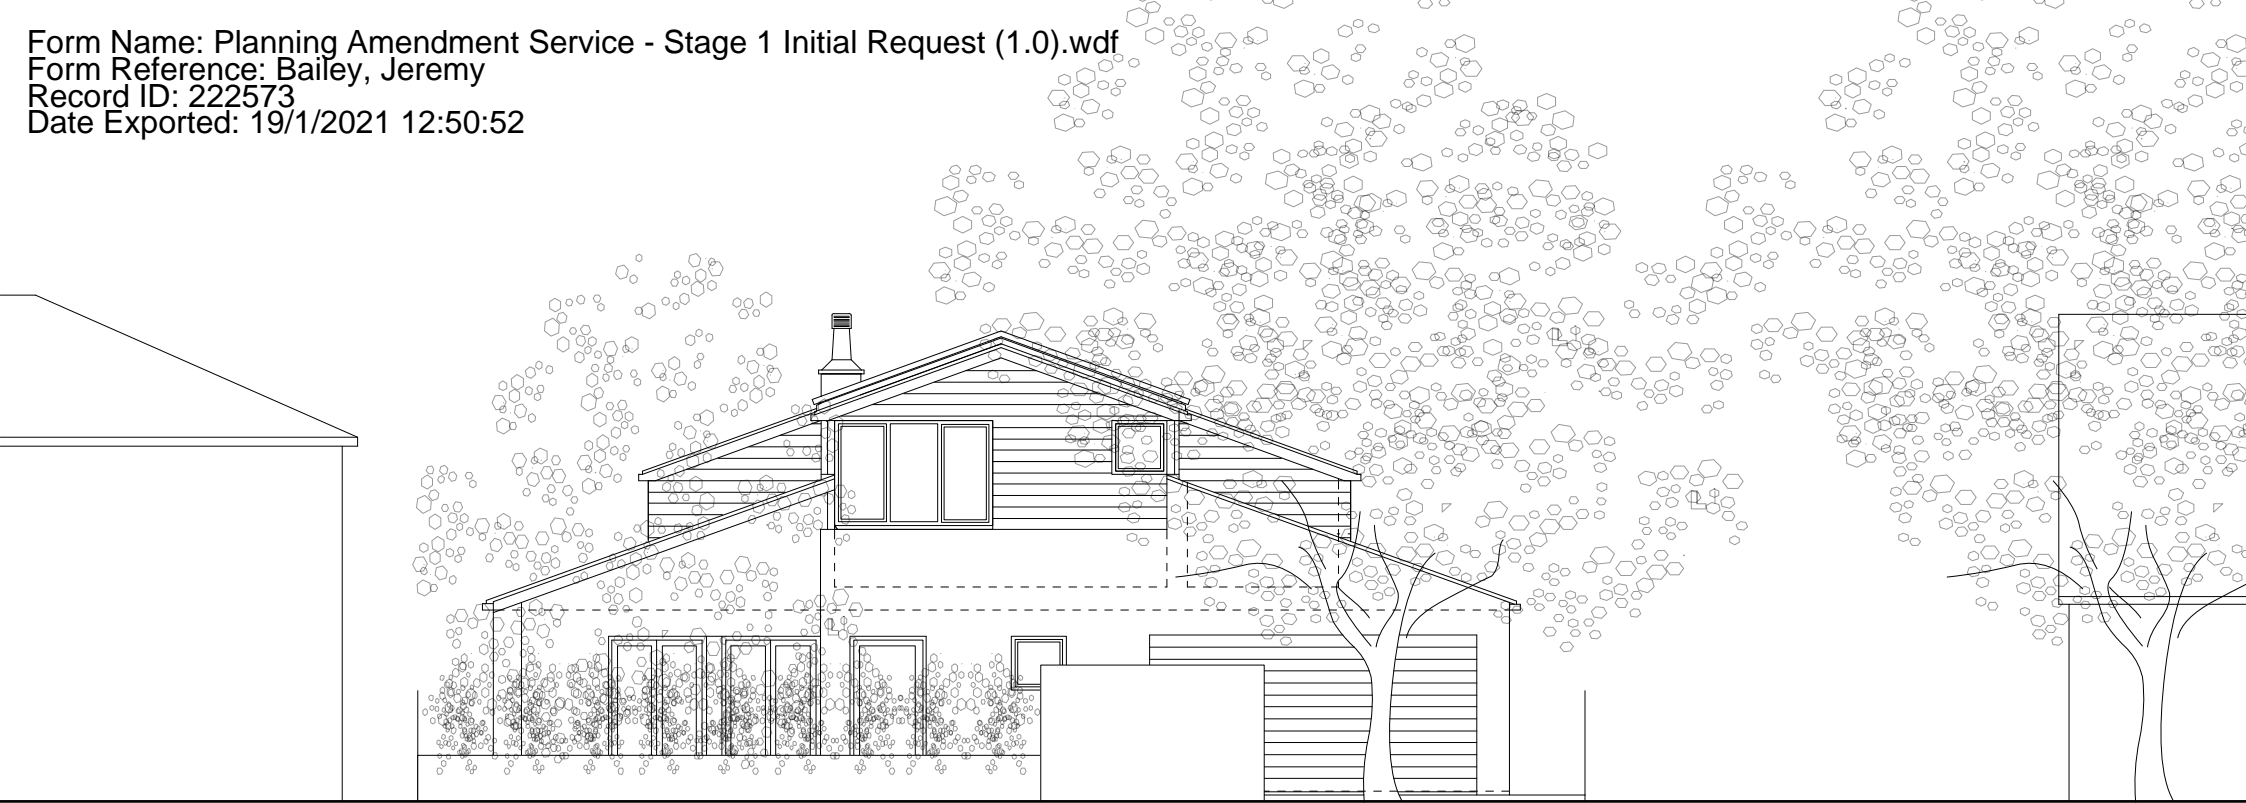 Form Name: Planning Amendment Service - Stage 1 Initial Request (1.0).wdf
Form Reference: Bailey, Jeremy
Record ID: 222573
Date Exported: 19/1/2021 12:50:52